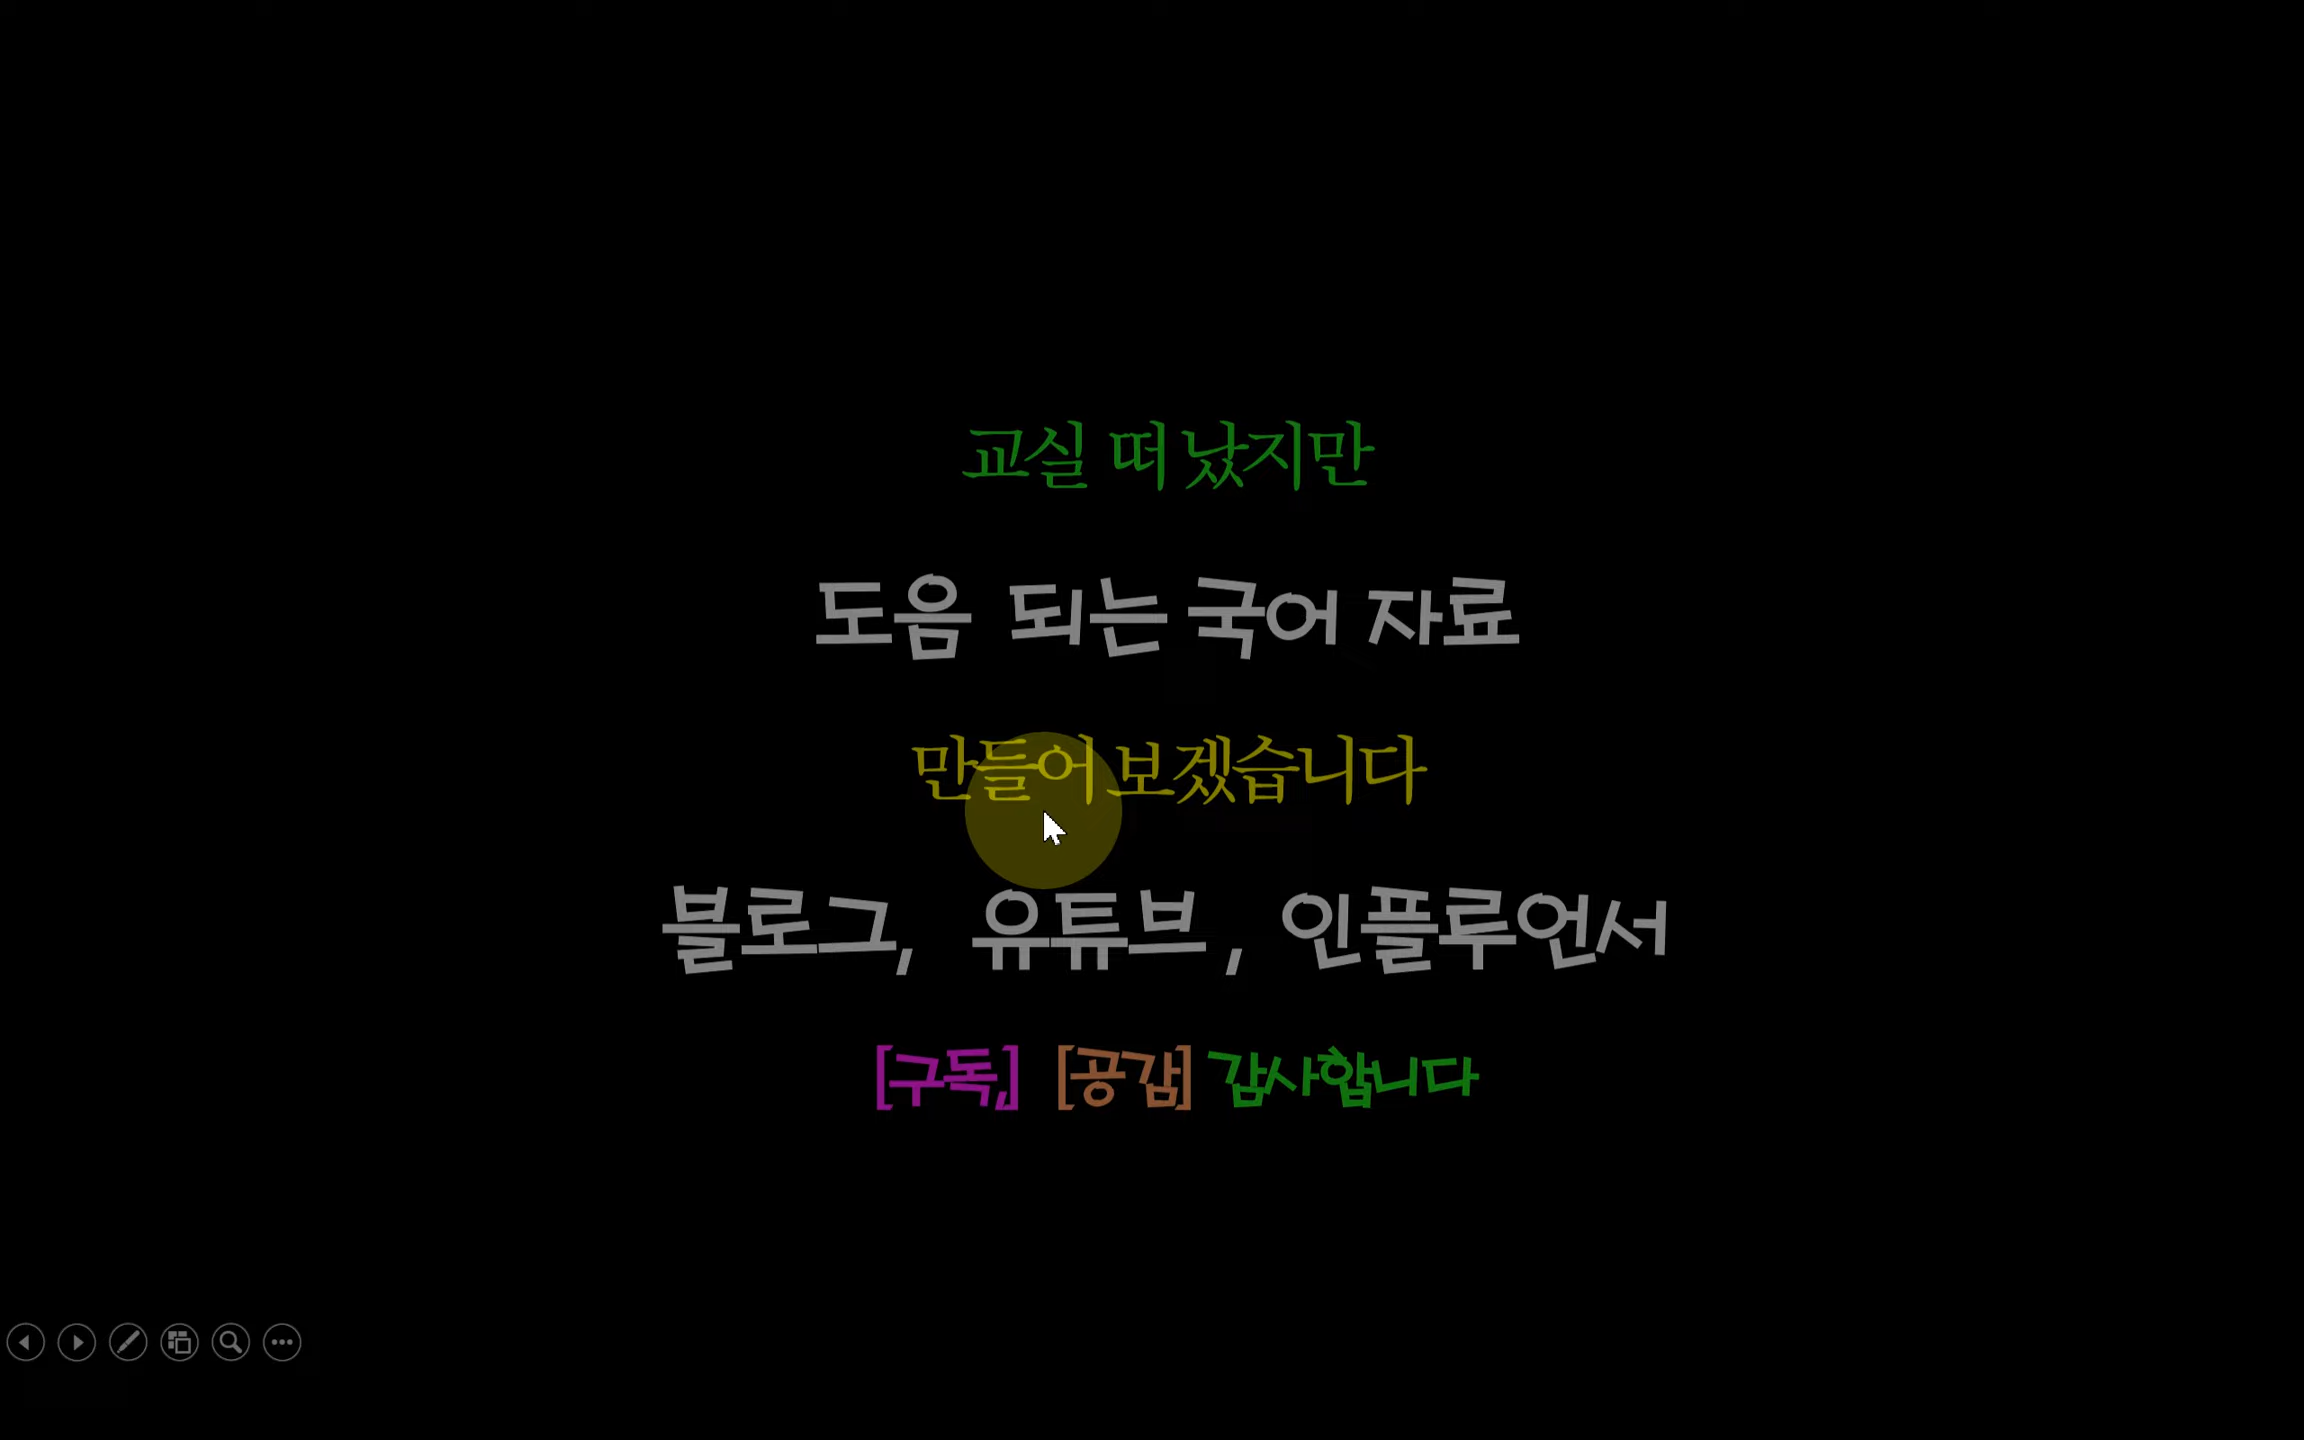 교실 떠났지만
도움 되는 국어 자료
만들어 보겠습니다
블로그, 유튜브, 인플루언서
[구독,] [공감] 감사합니다